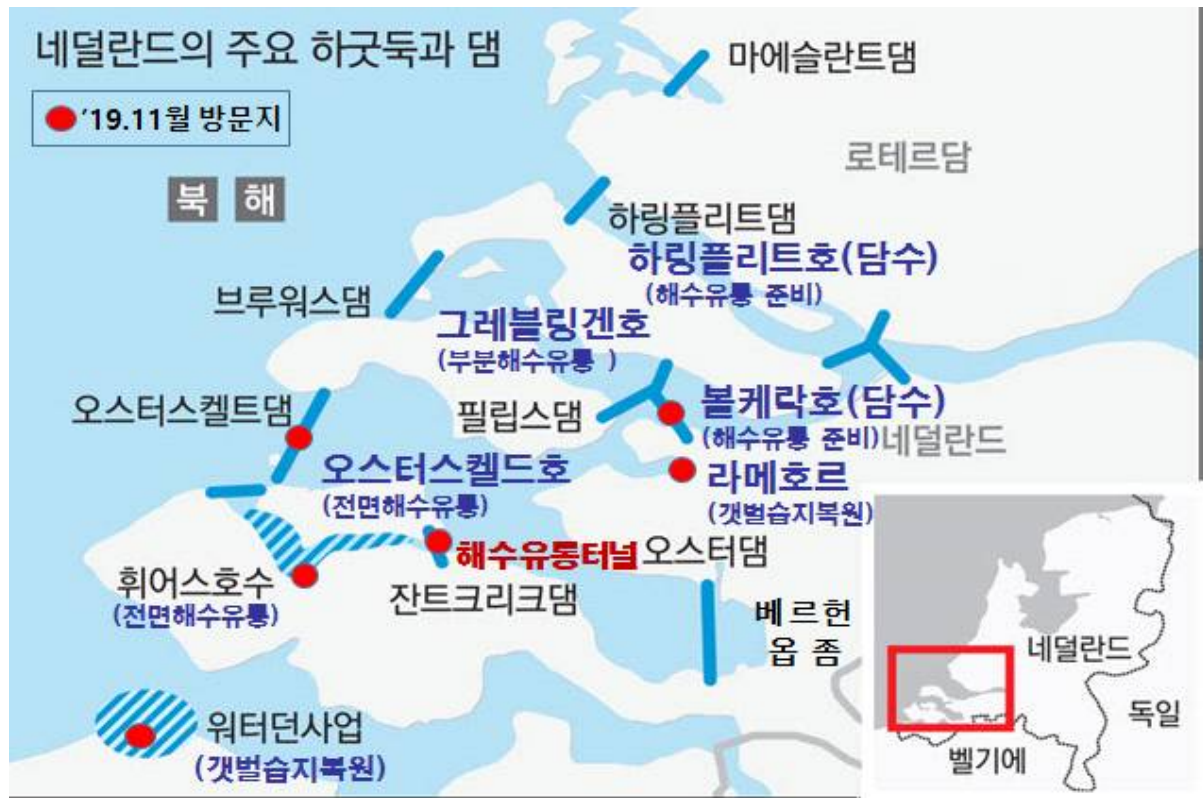 네덜란드의 주요 하굿둑과 댐
'19.11월 방문지
북 해
마에슬란트댐
로테르담
하링플리트댐
하링플리트호(담수)
(해수유통 준비)
브루워스댐
그레블링겐호
(부분해수유통 )
오스터스켈트댐
필립스댐
볼케락호(담수)
(해수유통 준비)
네덜란드
오스터스켈드호
(전면해수유통)
라메호르
(갯벌습지복원)
해수유통터널
오스터댐
휘어스호수
(전면해수유통)
잔트크리크댐
베르헌
옵 좀
워터던사업
(갯벌습지복원)
네덜란드
독일
벨기에